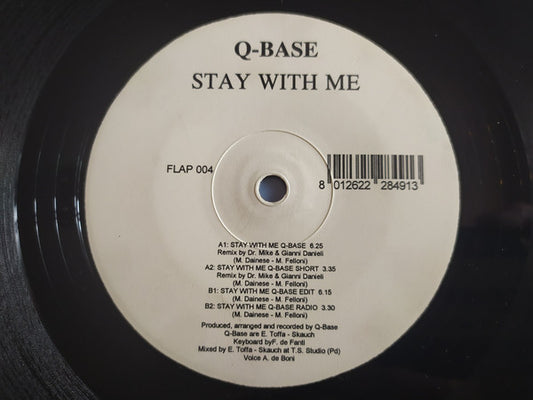 Q-BASE
STAY WITH ME
FLAP 004
8 012622 284913
A1: STAY WITH ME Q-BASE 6.25
Remix by Dr. Mike & Gianni Danieli
(M. Dainese - M. Felloni)
A2: STAY WITH ME Q-BASE SHORT 3.35
Remix by Dr. Mike & Gianni Danieli
(M. Dainese - M. Felloni)
B1: STAY WITH ME Q-BASE EDIT 6.15
(M. Dainese - M. Felloni)
B2: STAY WITH ME Q-BASE RADIO 3.30
(M. Dainese - M. Felloni)
Produced, arranged and recorded by Q-Base
Q-Base are E. Toffa - Skauch
Keyboard byF. de Fanti
Mixed by E. Toffa - Skauch at T.S. Studio (Pd)
Voice A. de Boni